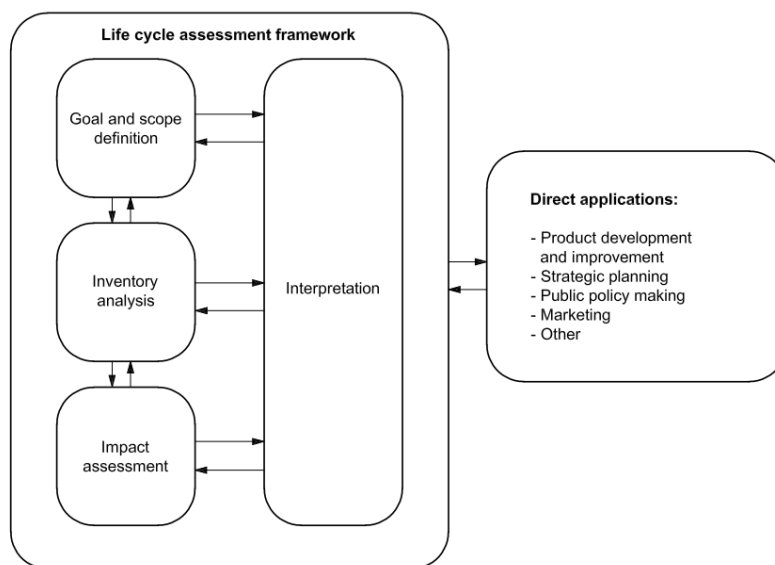 Life cycle assessment framework
Goal and scope
definition
Inventory
analysis
Impact
assessment
Interpretation
Direct applications:
- Product development
and improvement
- Strategic planning
- Public policy making
- Marketing
- Other